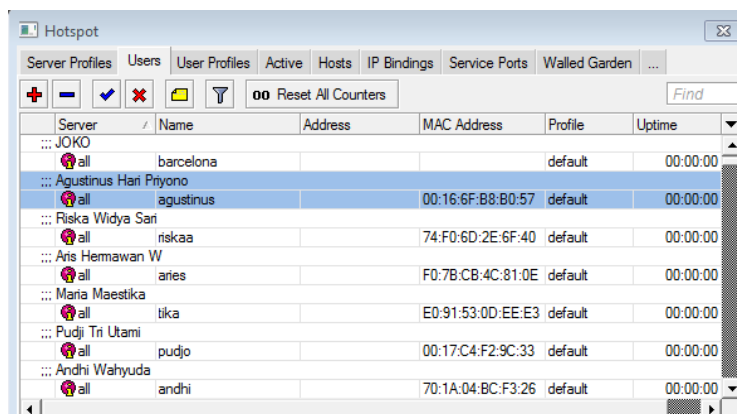 Hotspot
Server Profiles Users User Profiles Active Hosts IP Bindings Service Ports Walled Garden ...
00 Reset All Counters Find
Server Name Address MAC Address Profile Uptime
;;; JOKO
all barcelona default 00:00:00
;;; Agustinus Hari Priyono
all agustinus 00:16:6F:B8:B0:57 default 00:00:00
;;; Riska Widya Sari
all riskaa 74:F0:6D:2E:6F:40 default 00:00:00
;;; Aris Hermawan W
all aries F0:7B:CB:4C:81:0E default 00:00:00
;;; Maria Maestika
all tika E0:91:53:0D:EE:E3 default 00:00:00
;;; Pudji Tri Utami
all pudjo 00:17:C4:F2:9C:33 default 00:00:00
;;; Andhi Wahyuda
all andhi 70:1A:04:BC:F3:26 default 00:00:00